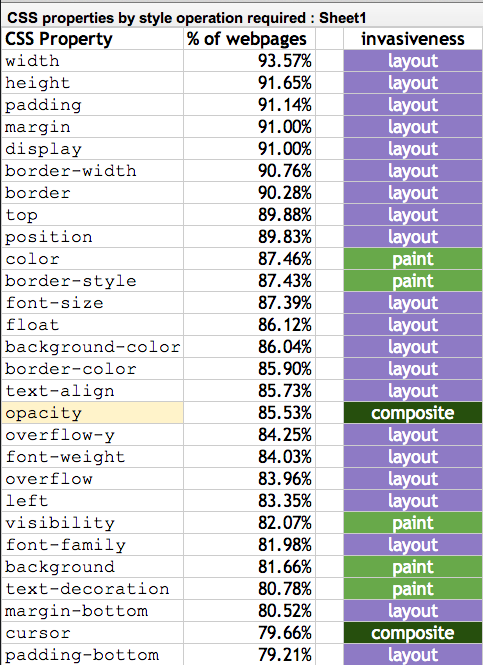 CSS properties by style operation required : Sheet1
CSS Property % of webpages invasiveness
width 93.57% layout
height 91.65% layout
padding 91.14% layout
margin 91.00% layout
display 91.00% layout
border-width 90.76% layout
border 90.28% layout
top 89.88% layout
position 89.83% layout
color 87.46% paint
border-style 87.43% paint
font-size 87.39% layout
float 86.12% layout
background-color 86.04% layout
border-color 85.90% layout
text-align 85.73% layout
opacity 85.53% composite
overflow-y 84.25% layout
font-weight 84.03% layout
overflow 83.96% layout
left 83.35% layout
visibility 82.07% paint
font-family 81.98% layout
background 81.66% paint
text-decoration 80.78% paint
margin-bottom 80.52% layout
cursor 79.66% composite
padding-bottom 79.21% layout